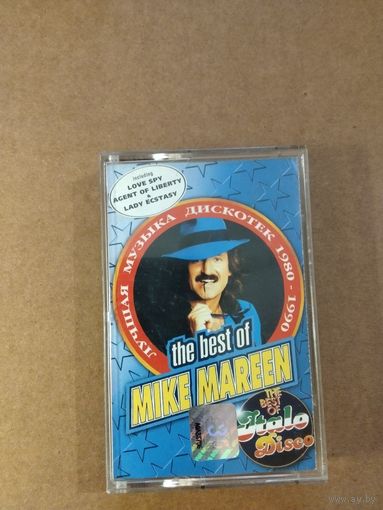 including
LOVE SPY
AGENT OF LIBERTY
&
LADY ECSTASY
ЛУЧШАЯ МУЗЫКА ДИСКОТЕК 1980-1990
the best of
MIKE MAREEN
THE
BEST
OF
Italo
Disco
www.ay.by